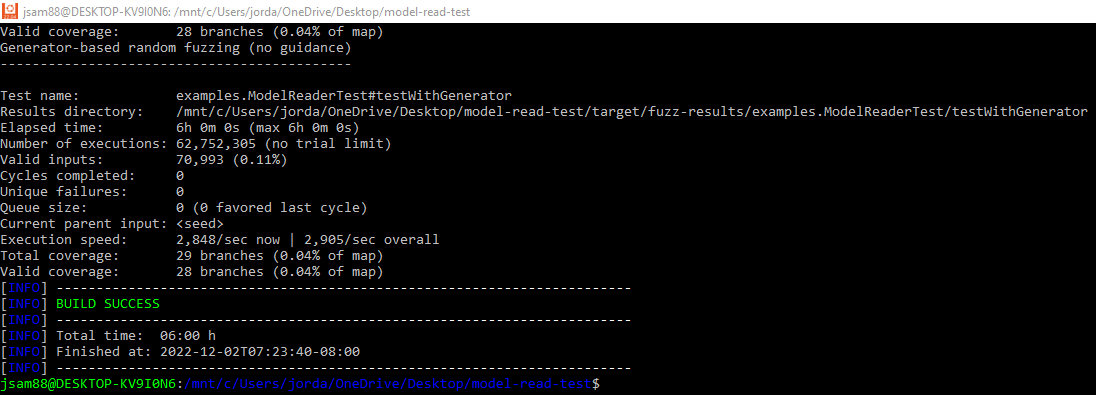 jsam88@DESKTOP-KV9I0N6: /mnt/c/Users/jorda/OneDrive/Desktop/model-read-test
Valid coverage:       28 branches (0.04% of map)
Generator-based random fuzzing (no guidance)
--------------------------------------------
Test name:            examples.ModelReaderTest#testWithGenerator
Results directory:    /mnt/c/Users/jorda/OneDrive/Desktop/model-read-test/target/fuzz-results/examples.ModelReaderTest/testWithGenerator
Elapsed time:         6h 0m 0s (max 6h 0m 0s)
Number of executions: 62,752,305 (no trial limit)
Valid inputs:         70,993 (0.11%)
Cycles completed:     0
Unique failures:      0
Queue size:           0 (0 favored last cycle)
Current parent input: <seed>
Execution speed:      2,848/sec now | 2,905/sec overall
Total coverage:       29 branches (0.04% of map)
Valid coverage:       28 branches (0.04% of map)
[INFO] ------------------------------------------------------------------------
[INFO] BUILD SUCCESS
[INFO] ------------------------------------------------------------------------
[INFO] Total time:  06:00 h
[INFO] Finished at: 2022-12-02T07:23:40-08:00
[INFO] ------------------------------------------------------------------------
jsam88@DESKTOP-KV9I0N6:/mnt/c/Users/jorda/OneDrive/Desktop/model-read-test$